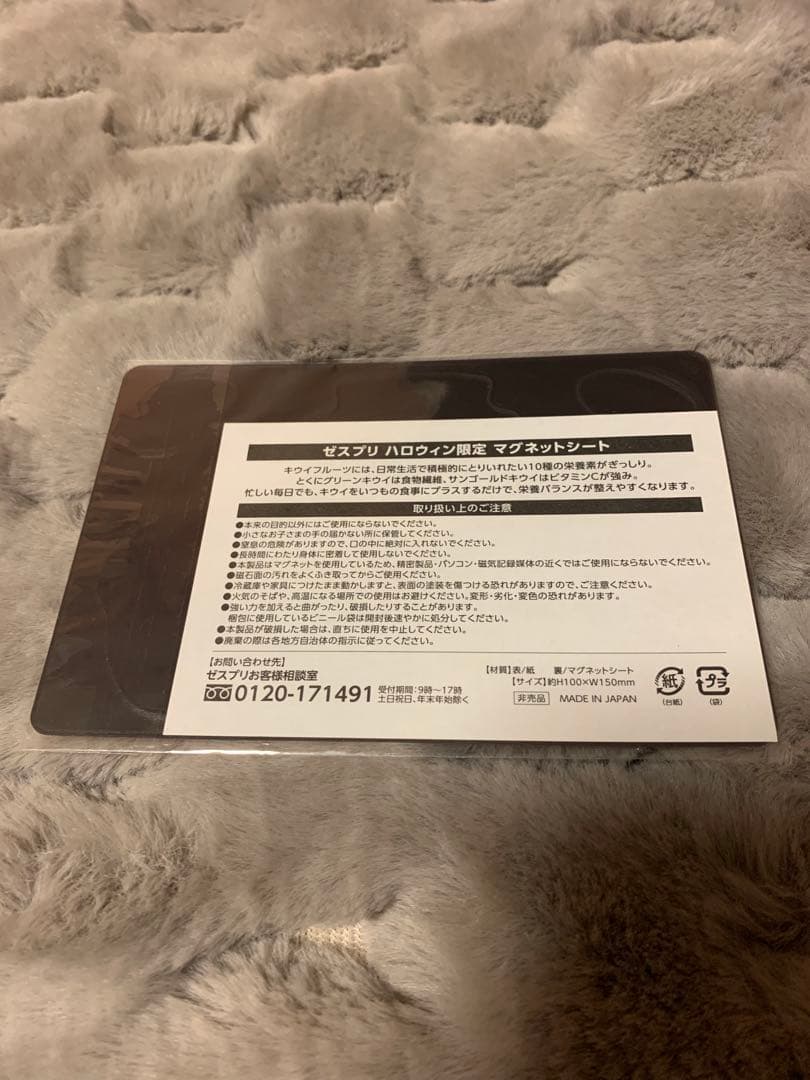 ゼスプリ ハロウィン限定 マグネットシート
キウイフルーツには、日常生活で積極的にとりいれたい10種の栄養素がぎっしり。
とくにグリーンキウイは食物繊維、サンゴールドキウイはビタミンCが強み。
忙しい毎日でも、キウイをいつもの食事にプラスするだけで、栄養バランスが整えやすくなります。
取り扱い上のご注意
●本来の目的以外にはご使用にならないでください。
●小さなお子さまの手の届かない所に保管してください。
●窒息の危険がありますので、口の中に絶対に入れないでください。
●長時間にわたり身体に密着して使用しないでください。
●本製品はマグネットを使用しているため、精密製品・パソコン・磁気記録媒体の近くではご使用にならないでください。
●磁石面の汚れをよくふき取ってからご使用ください。
●冷蔵庫や家具につけたまま動かしますと、表面の塗装を傷つける恐れがありますので、ご注意ください。
●火気のそばや、高温になる場所での使用はお避けください。変形・劣化・変色の恐れがあります。
●強い力を加えると曲がったり、破損したりすることがあります。
梱包に使用しているビニール袋は開封後速やかに処分してください。
●本製品が破損した場合は、直ちに使用を中止してください。
●廃棄の際は各地方自治体の指示に従ってください。
【お問い合わせ先】
ゼスプリお客様相談室
0120-171491 受付期間:9時〜17時
土日祝日、年末年始除く
【材質】表/紙 裏/マグネットシート
【サイズ】約H100×W150mm
非売品 MADE IN JAPAN
紙
(台紙)
プラ
(袋)